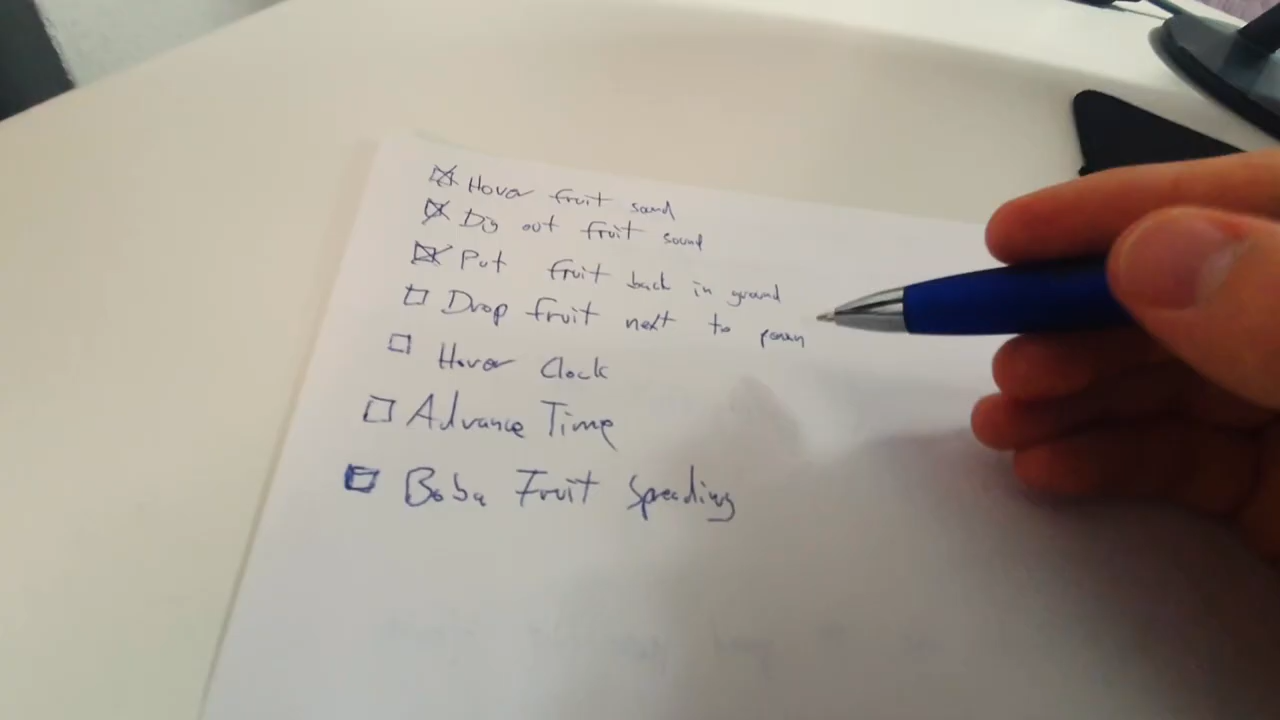 Hover fruit sound
Dig out fruit sound
Put fruit back in ground
Drop fruit next to
Hover Clock
Advance Time
Boba Fruit Spreading